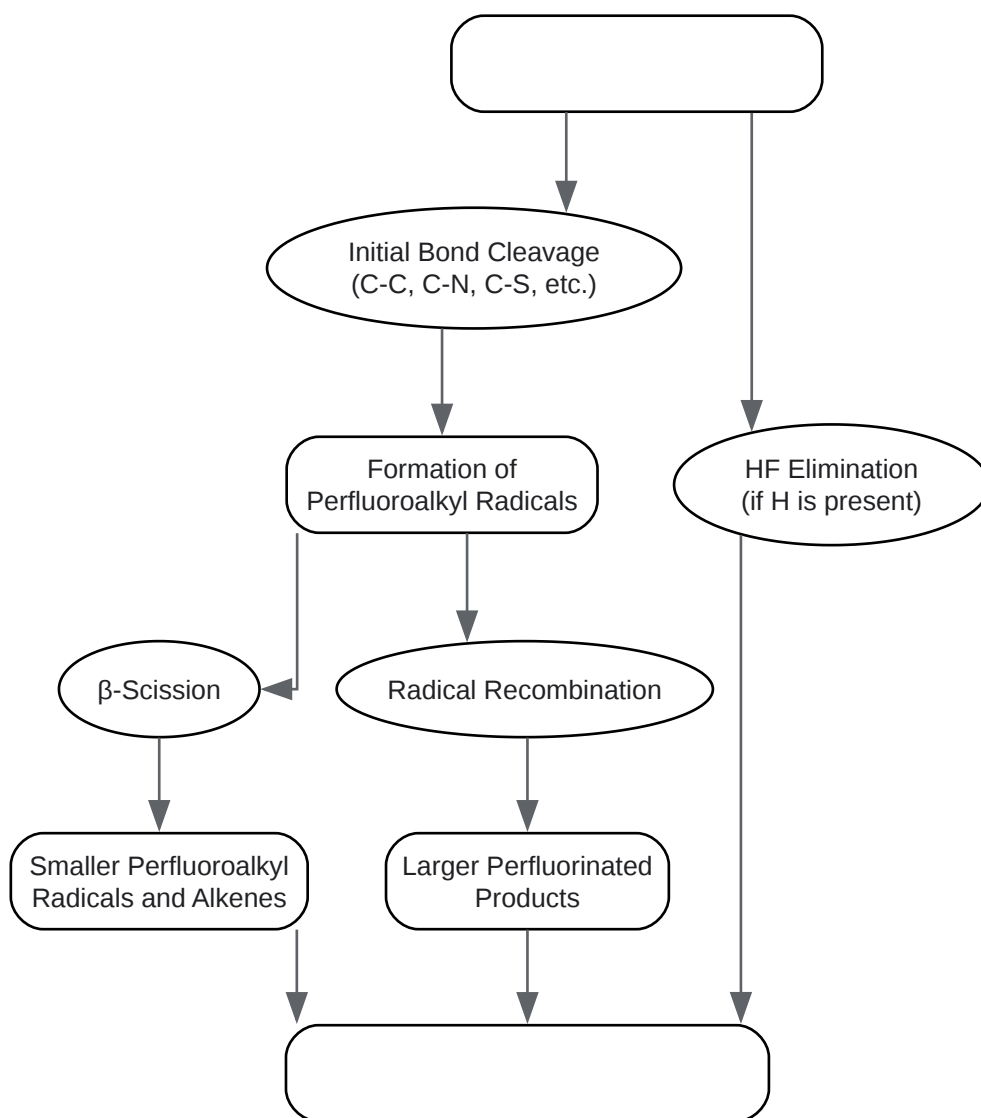 Initial Bond Cleavage
(C-C, C-N, C-S, etc.)
Formation of
Perfluoroalkyl Radicals
HF Elimination
(if H is present)
β-Scission
Radical Recombination
Smaller Perfluoroalkyl
Radicals and Alkenes
Larger Perfluorinated
Products